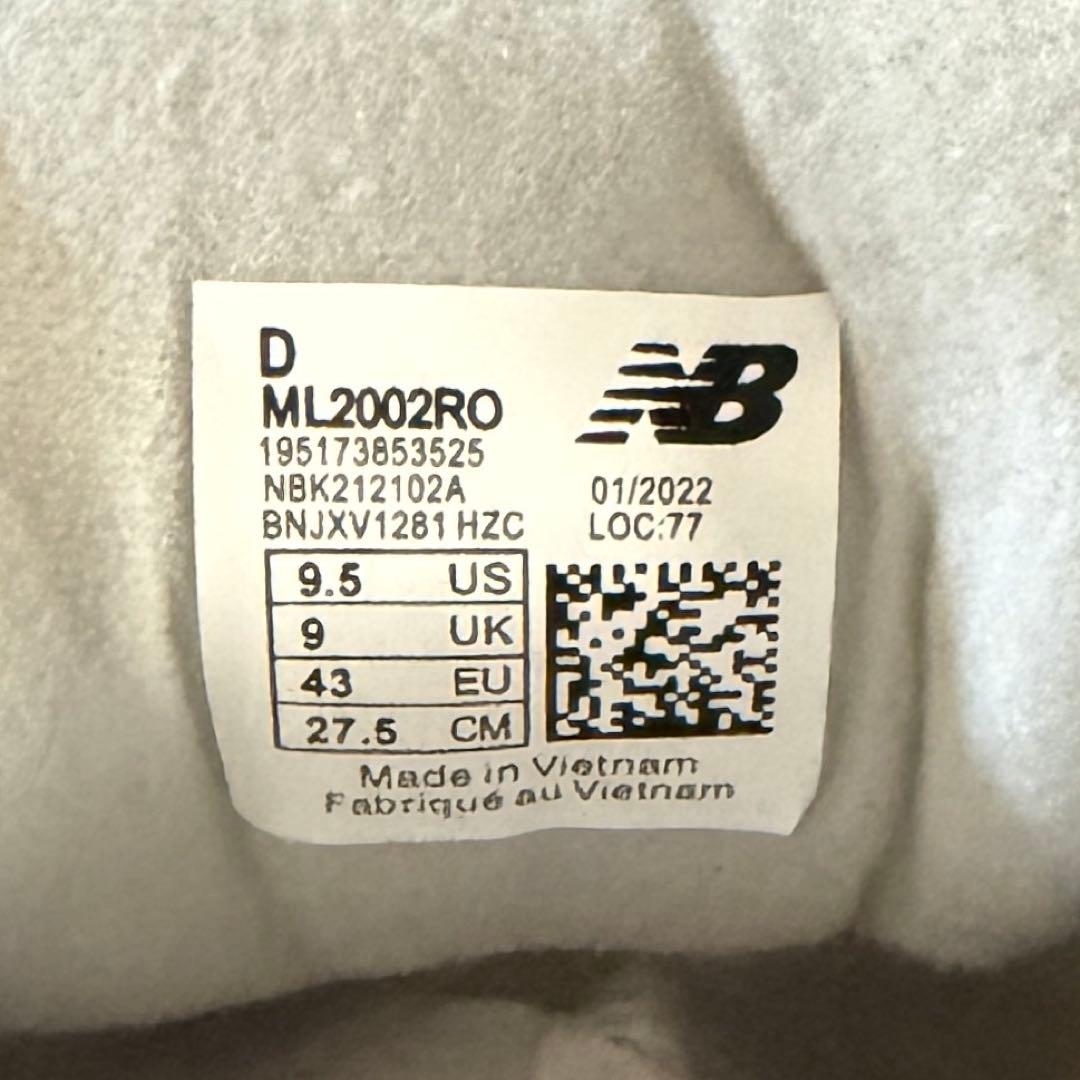 D
ML2002RO
NB
195173853525
NBK212102A 01/2022
BNJXV1281 HZC LOC:77
9.5 US
9 UK
43 EU
27.5 CM
Made in Vietnam
Fabriqué au Vietnam